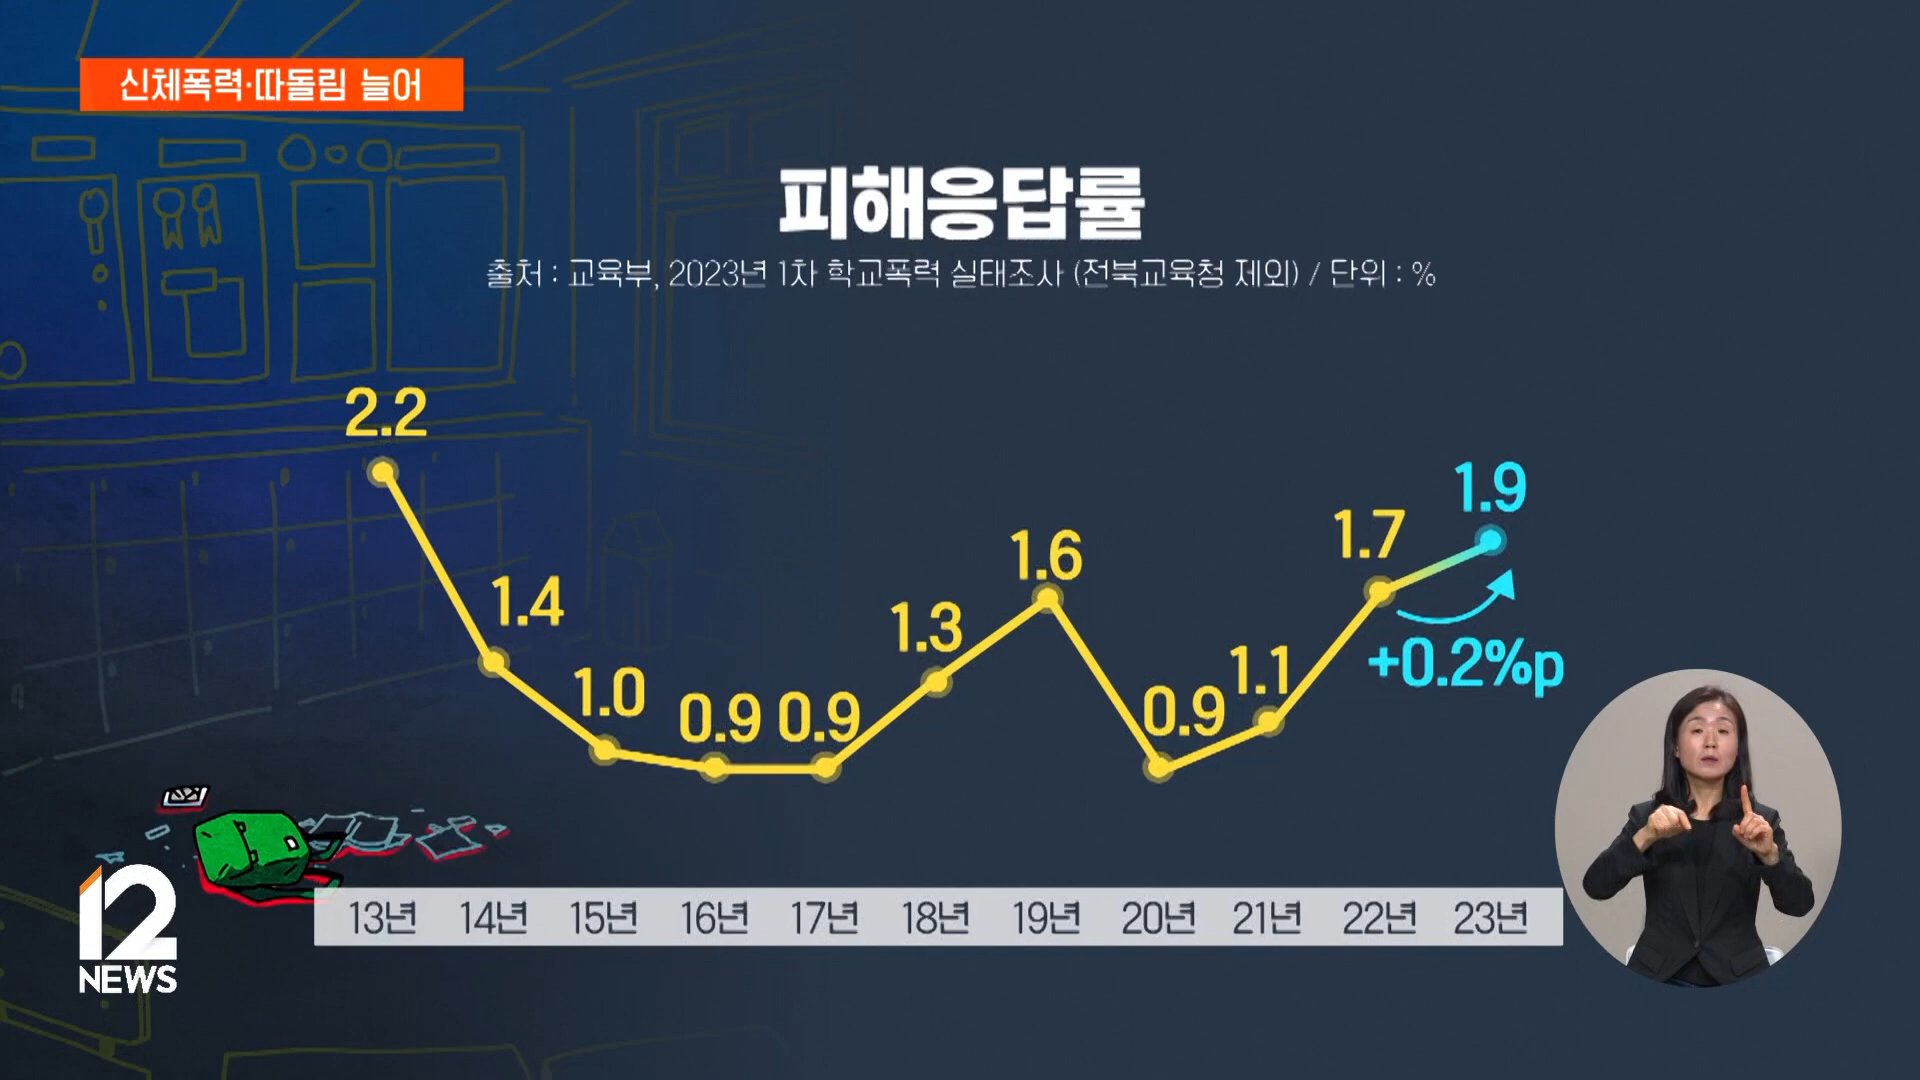 신체폭력·따돌림 늘어
피해응답률
출처 : 교육부, 2023년 1차 학교폭력 실태조사 (전북교육청 제외) / 단위 : %
2.2
1.4
1.0
0.9
0.9
1.3
1.6
0.9
1.1
1.7
1.9
+0.2%p
13년 14년 15년 16년 17년 18년 19년 20년 21년 22년 23년
12
NEWS